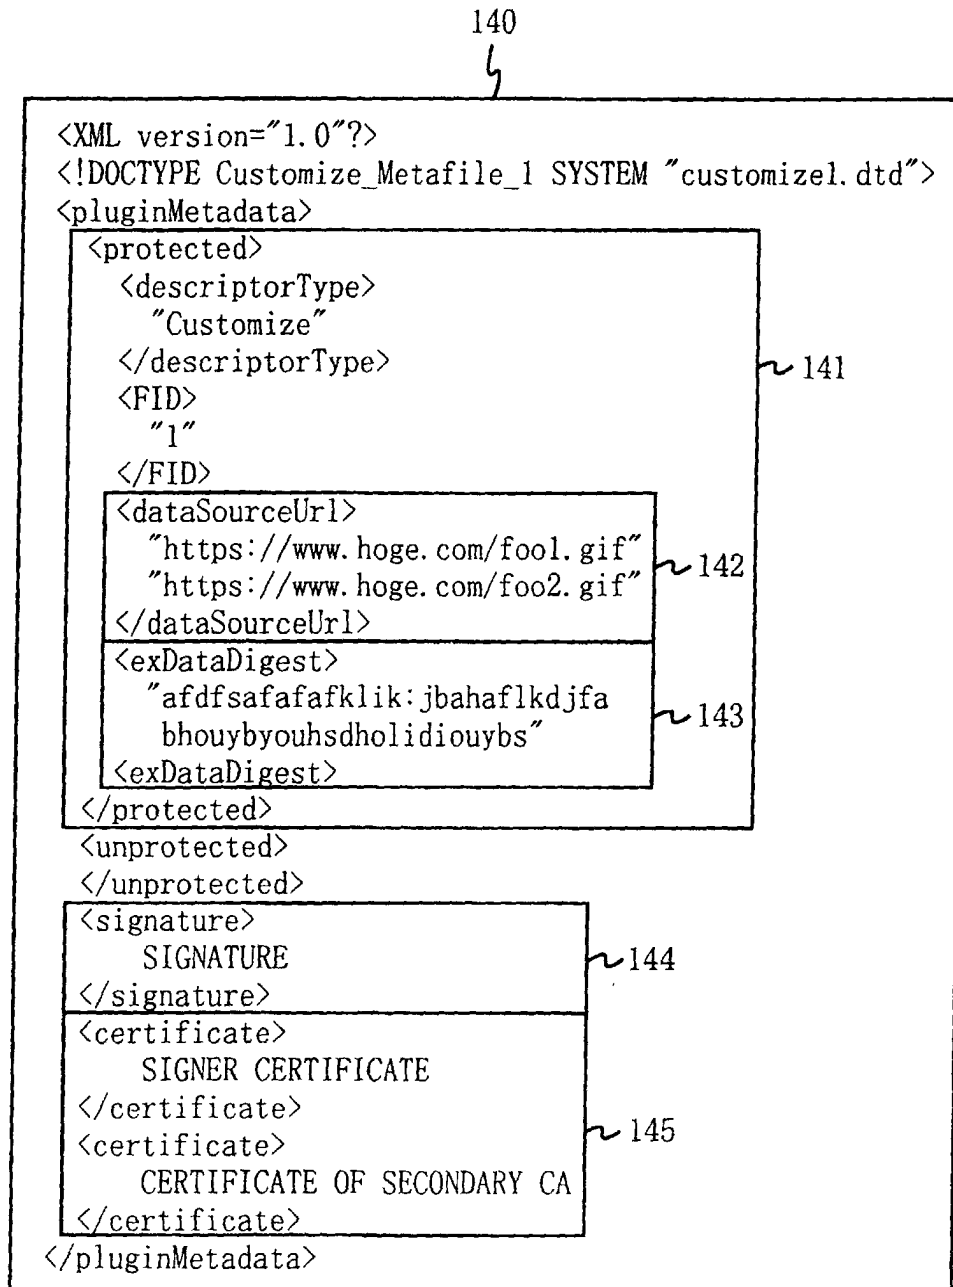 140
<XML version="1.0"?>
<!DOCTYPE Customize_Metafile_1 SYSTEM "customize1.dtd">
<pluginMetadata>
<protected>
<descriptorType>
"Customize"
</descriptorType>
141
<FID>
"1"
</FID>
<dataSourceUrl>
"https://www.hoge.com/foo1.gif"
142
"https://www.hoge.com/foo2.gif"
</dataSourceUrl>
<exDataDigest>
"afdfsafafafklik:jbahaflkdjfa
143
bhouybyouhsdholidiouybs"
<exDataDigest>
</protected>
<unprotected>
</unprotected>
<signature>
SIGNATURE
144
</signature>
<certificate>
SIGNER CERTIFICATE
</certificate>
145
<certificate>
CERTIFICATE OF SECONDARY CA
</certificate>
</pluginMetadata>